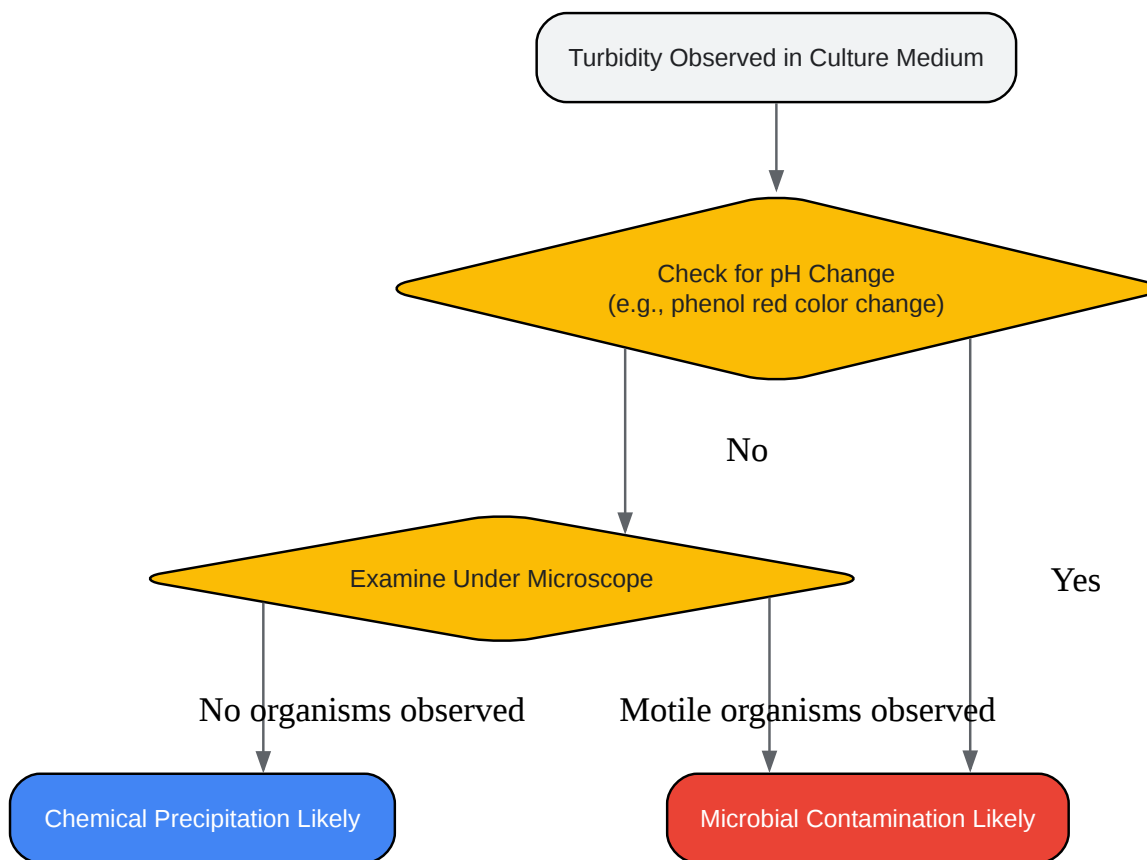 Turbidity Observed in Culture Medium
Check for pH Change
(e.g., phenol red color change)
No
Examine Under Microscope
Yes
No organisms observed
Motile organisms observed
Chemical Precipitation Likely
Microbial Contamination Likely